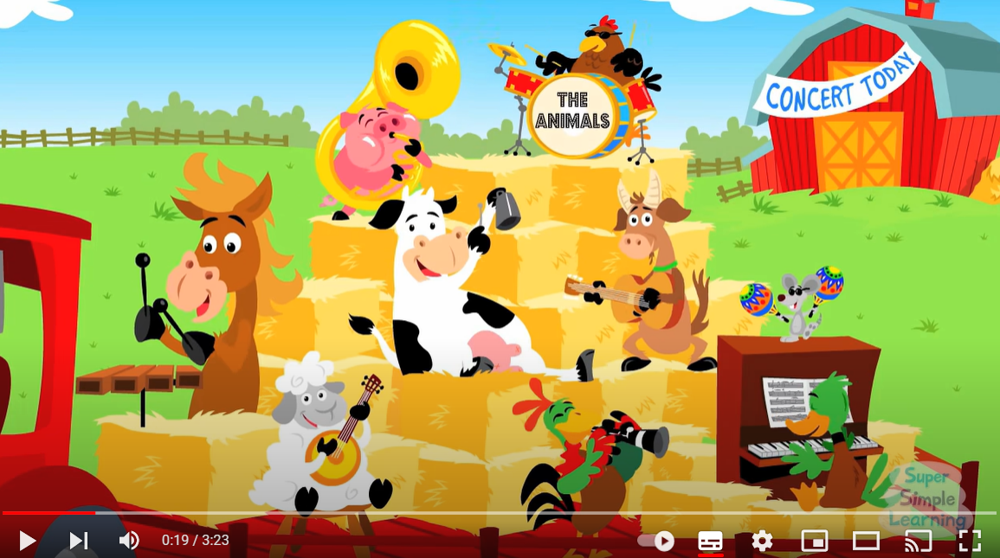 THE
ANIMALS
CONCERT TODAY
Super
Simple
Learning
0:19 / 3:23